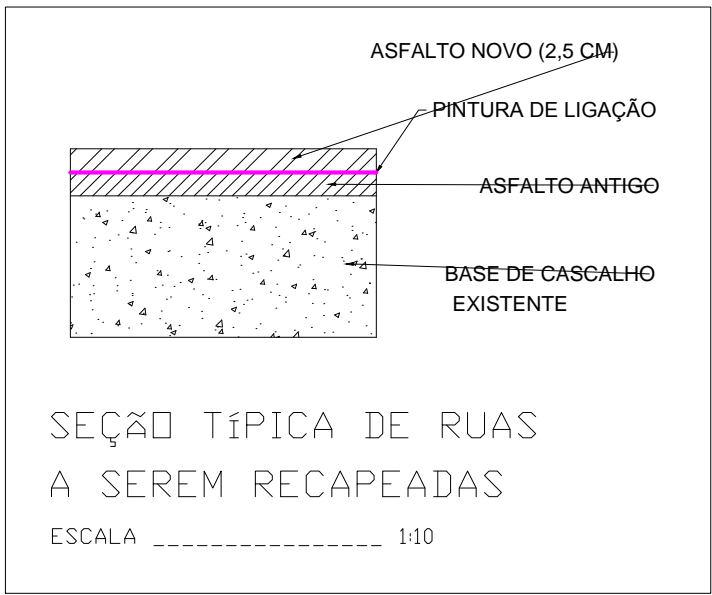 ASFALTO NOVO (2,5 CM)
PINTURA DE LIGAÇÃO
ASFALTO ANTIGO
BASE DE CASCALHO
EXISTENTE
SEÇÃO TÍPICA DE RUAS
A SEREM RECAPEADAS
ESCALA ________________ 1:10